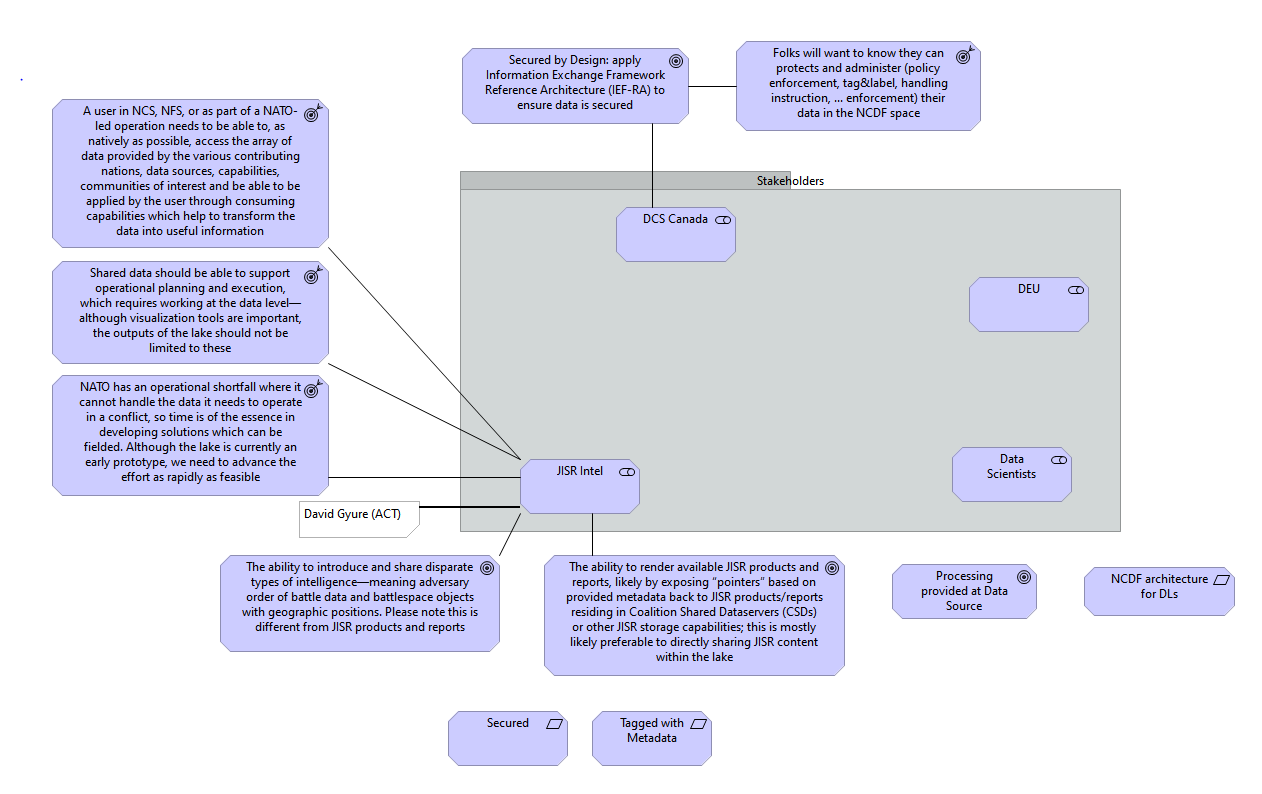 Secured by Design: apply
Information Exchange Framework
Reference Architecture (IEF-RA) to
ensure data is secured
Folks will want to know they can
protects and administer (policy
enforcement, tag&label, handling
instruction, ... enforcement) their
data in the NCDF space
A user in NCS, NFS, or as part of a NATO-
led operation needs to be able to, as
natively as possible, access the array of
data provided by the various contributing
nations, data sources, capabilities,
communities of interest and be able to be
applied by the user through consuming
capabilities which help to transform the
data into useful information
Stakeholders
DCS Canada
Shared data should be able to support
operational planning and execution,
which requires working at the data level—
although visualization tools are important,
the outputs of the lake should not be
limited to these
DEU
NATO has an operational shortfall where it
cannot handle the data it needs to operate
in a conflict, so time is of the essence in
developing solutions which can be
fielded. Although the lake is currently an
early prototype, we need to advance the
effort as rapidly as feasible
JISR Intel
Data
Scientists
David Gyure (ACT)
The ability to introduce and share disparate
types of intelligence—meaning adversary
order of battle data and battlespace objects
with geographic positions. Please note this is
different from JISR products and reports
The ability to render available JISR products and
reports, likely by exposing “pointers” based on
provided metadata back to JISR products/reports
residing in Coalition Shared Dataservers (CSDs)
or other JISR storage capabilities; this is mostly
likely preferable to directly sharing JISR content
within the lake
Processing
provided at Data
Source
NCDF architecture
for DLs
Secured
Tagged with
Metadata